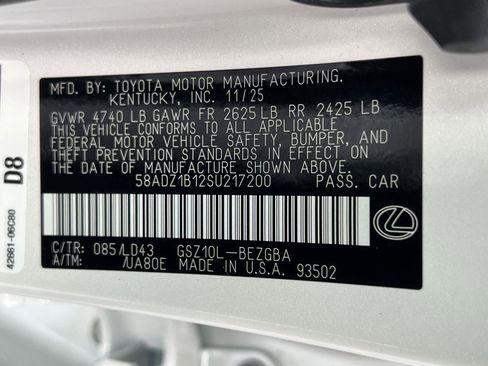 MFD. BY: TOYOTA MOTOR MANUFACTURING.
KENTUCKY, INC. 11/25
GVWR 4740 LB GAWR FR 2625 LB RR 2425 LB
THIS VEHICLE CONFORMS TO ALL APPLICABLE
FEDERAL MOTOR VEHICLE SAFETY, BUMPER, AND
THEFT PREVENTION STANDARDS IN EFFECT ON
THE DATE OF MANUFACTURE SHOWN ABOVE.
58ADZ1B12SU217200 PASS. CAR
C/TR: 085/LD43 GSZ10L-BEZGBA
A/TM: /UA80E MADE IN U.S.A. 93502
42661-06C80
D8